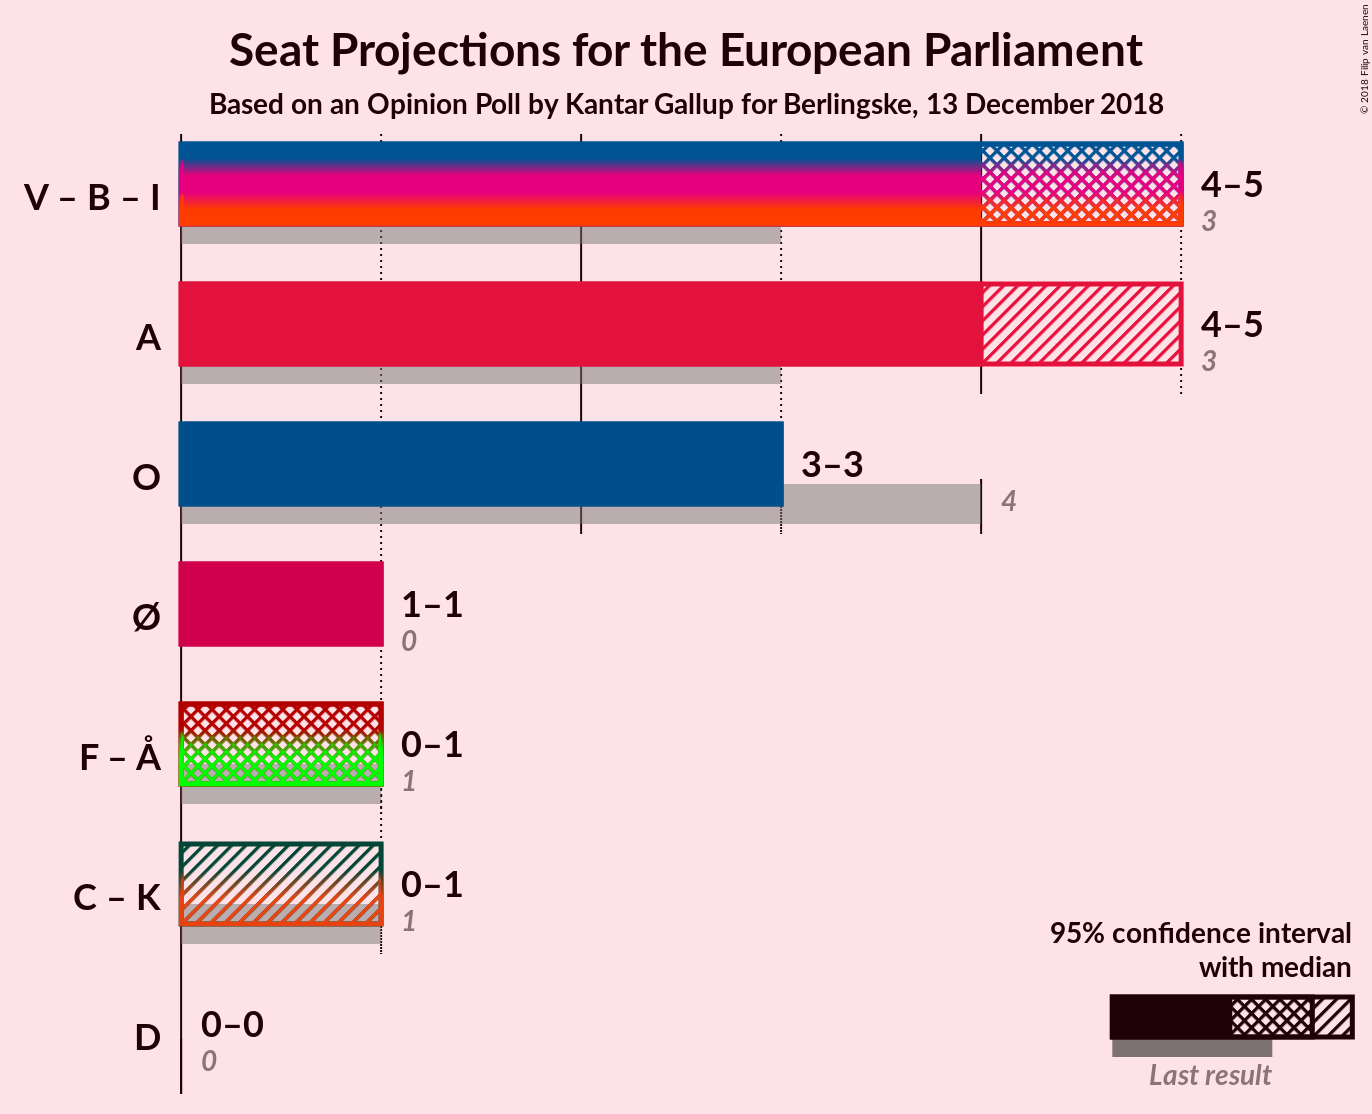 Seat Projections for the European Parliament
Based on an Opinion Poll by Kantar Gallup for Berlingske, 13 December 2018
© 2018 Filip van Laenen
V – B – I
4–5
3
A
4–5
3
O
3–3
4
Ø
1–1
0
F – Å
0–1
1
C – K
0–1
1
D
0–0
0
95% confidence interval
with median
Last result